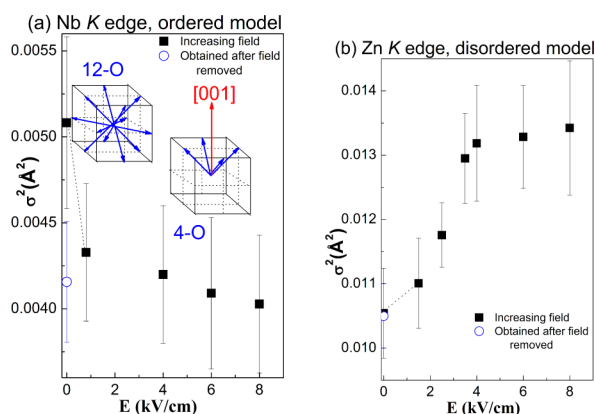 (a) Nb K edge, ordered model
0.0055
0.0050
0.0045
0.0040
σ²(Å²)
0 2 4 6 8
E (kV/cm)
Increasing field
Obtained after field
removed
12-O
[001]
4-O
(b) Zn K edge, disordered model
0.014
0.013
0.012
0.011
0.010
σ²(Å²)
0 2 4 6 8
E (kV/cm)
Increasing field
Obtained after field
removed